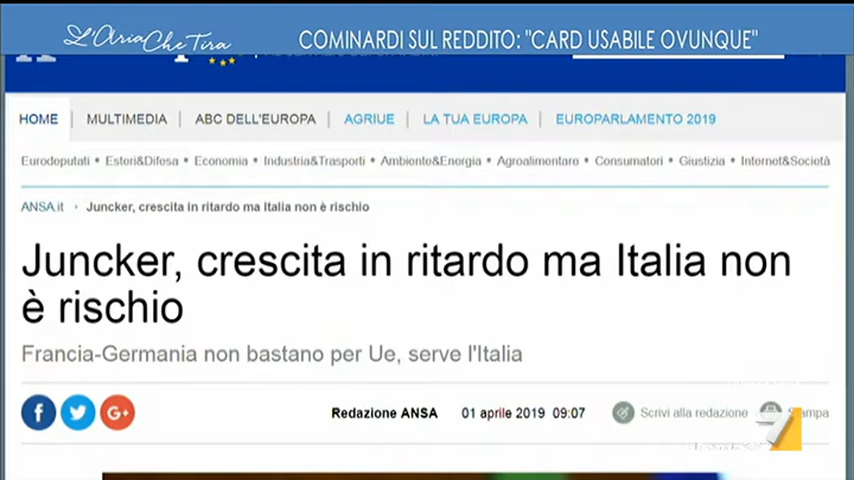 L'Aria Che Tira
COMINARDI SUL REDDITO: "CARD USABILE OVUNQUE"
HOME | MULTIMEDIA | ABC DELL'EUROPA | AGRIUE | LA TUA EUROPA | EUROPARLAMENTO 2019
Eurodeputati • Esteri&Difesa • Economia • Industria&Trasporti • Ambiente&Energia • Agroalimentare • Consumatori • Giustizia • Internet&Società
ANSA.it › Juncker, crescita in ritardo ma Italia non è rischio
Juncker, crescita in ritardo ma Italia non
è rischio
Francia-Germania non bastano per Ue, serve l'Italia
f G+ Redazione ANSA 01 aprile 2019 09:07 Scrivi alla redazione Stampa
7